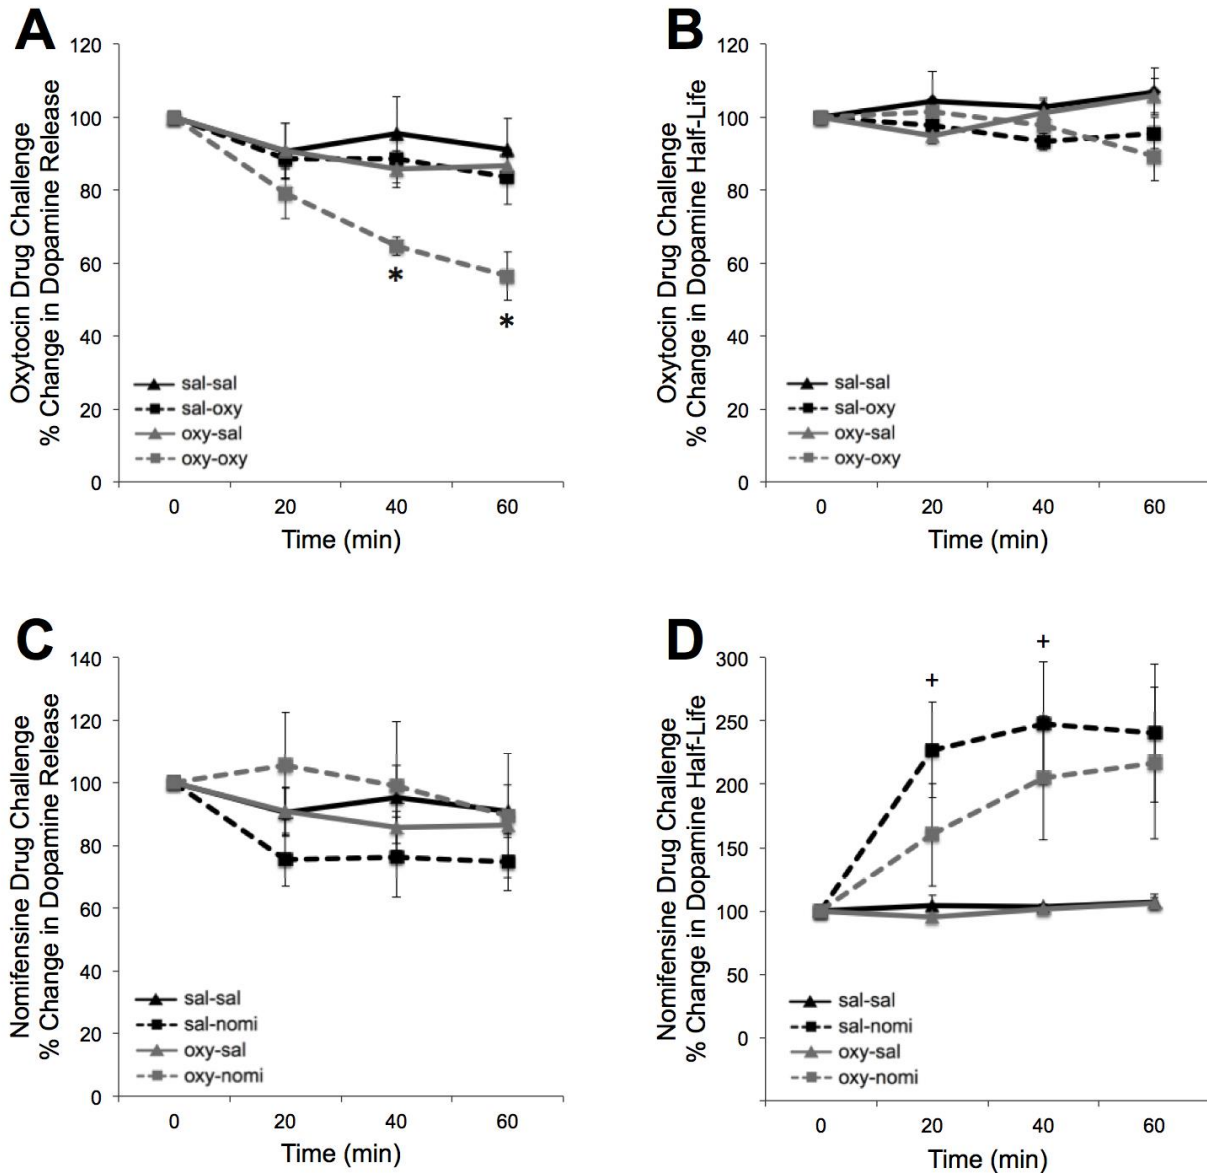 A
Oxytocin Drug Challenge
% Change in Dopamine Release
120
100
80
60
40
20
0
*
*
sal-sal
sal-oxy
oxy-sal
oxy-oxy
0 20 40 60
Time (min)
B
Oxytocin Drug Challenge
% Change in Dopamine Half-Life
120
100
80
60
40
20
0
sal-sal
sal-oxy
oxy-sal
oxy-oxy
0 20 40 60
Time (min)
C
Nomifensine Drug Challenge
% Change in Dopamine Release
140
120
100
80
60
40
20
0
sal-sal
sal-nomi
oxy-sal
oxy-nomi
0 20 40 60
Time (min)
D
Nomifensine Drug Challenge
% Change in Dopamine Half-Life
300
250
200
150
100
50
0
+
+
sal-sal
sal-nomi
oxy-sal
oxy-nomi
0 20 40 60
Time (min)